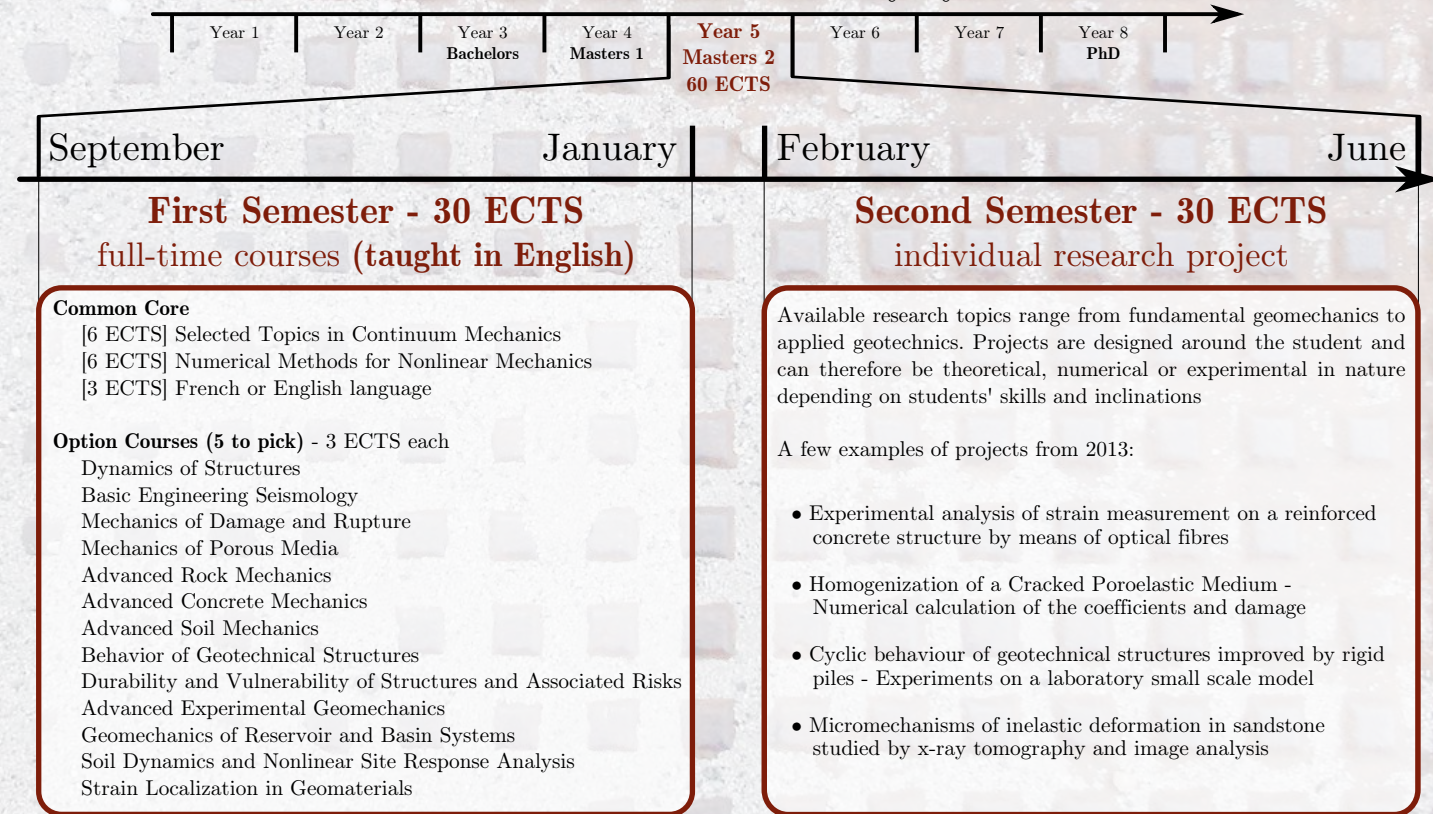 Year 1
Year 2
Year 3
Bachelors
Year 4
Masters 1
Year 5
Masters 2
60 ECTS
Year 6
Year 7
Year 8
PhD
September
January
February
June
First Semester - 30 ECTS
full-time courses (taught in English)
Common Core
[6 ECTS] Selected Topics in Continuum Mechanics
[6 ECTS] Numerical Methods for Nonlinear Mechanics
[3 ECTS] French or English language
Option Courses (5 to pick) - 3 ECTS each
Dynamics of Structures
Basic Engineering Seismology
Mechanics of Damage and Rupture
Mechanics of Porous Media
Advanced Rock Mechanics
Advanced Concrete Mechanics
Advanced Soil Mechanics
Behavior of Geotechnical Structures
Durability and Vulnerability of Structures and Associated Risks
Advanced Experimental Geomechanics
Geomechanics of Reservoir and Basin Systems
Soil Dynamics and Nonlinear Site Response Analysis
Strain Localization in Geomaterials
Second Semester - 30 ECTS
individual research project
Available research topics range from fundamental geomechanics to
applied geotechnics. Projects are designed around the student and
can therefore be theoretical, numerical or experimental in nature
depending on students' skills and inclinations
A few examples of projects from 2013:
• Experimental analysis of strain measurement on a reinforced
concrete structure by means of optical fibres
• Homogenization of a Cracked Poroelastic Medium -
Numerical calculation of the coefficients and damage
• Cyclic behaviour of geotechnical structures improved by rigid
piles - Experiments on a laboratory small scale model
• Micromechanisms of inelastic deformation in sandstone
studied by x-ray tomography and image analysis